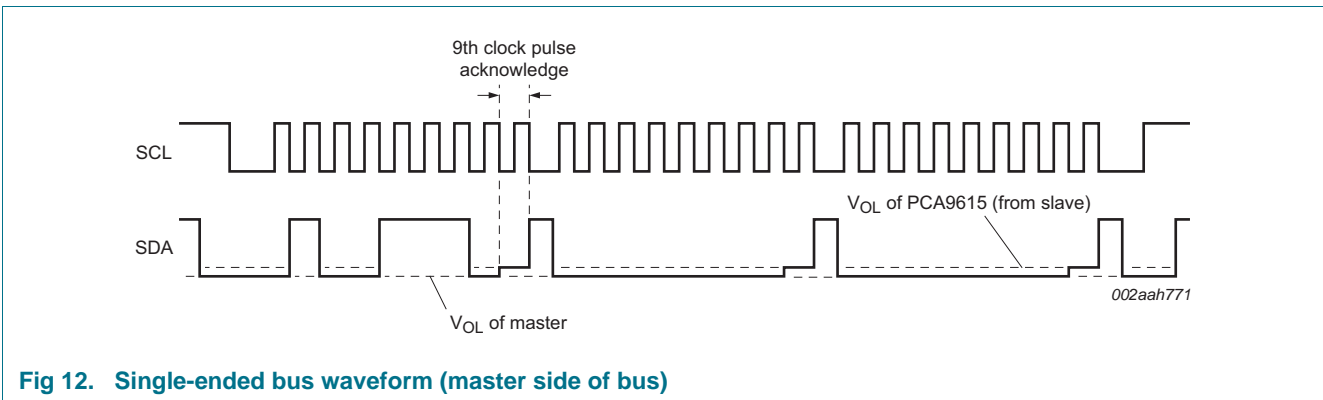 9th clock pulse
acknowledge
SCL
SDA
VOL of PCA9615 (from slave)
VOL of master
002aah771
Fig 12. Single-ended bus waveform (master side of bus)